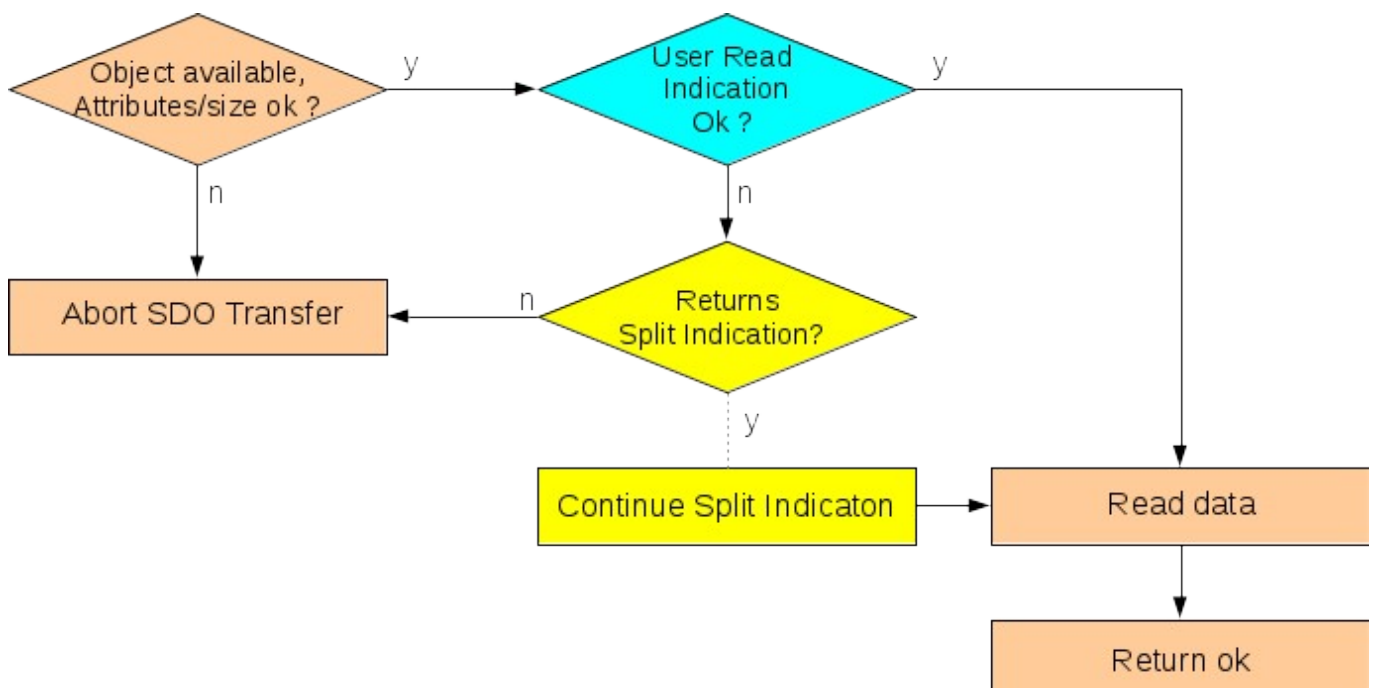 Object available,
Attributes/size ok ?
y
User Read
Indication
Ok ?
y
n
n
Abort SDO Transfer
n
Returns
Split Indication?
y
Continue Split Indicaton
Read data
Return ok